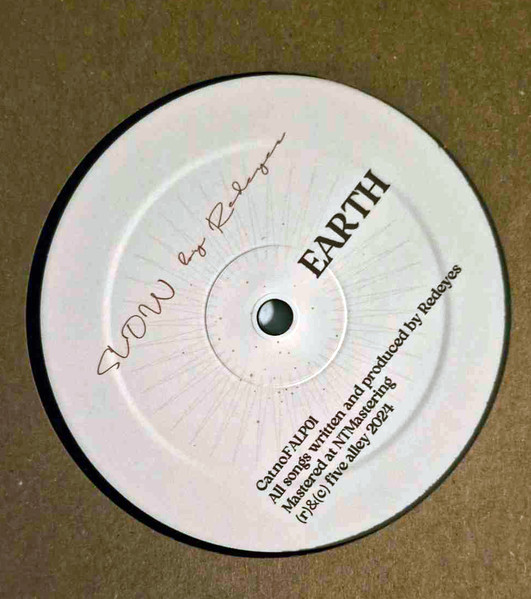 SLOW by Redeyes
EARTH
CatnoFALP01
All songs written and produced by Redeyes
Mastered at NTMastering
(r)&(c) five alley 2024